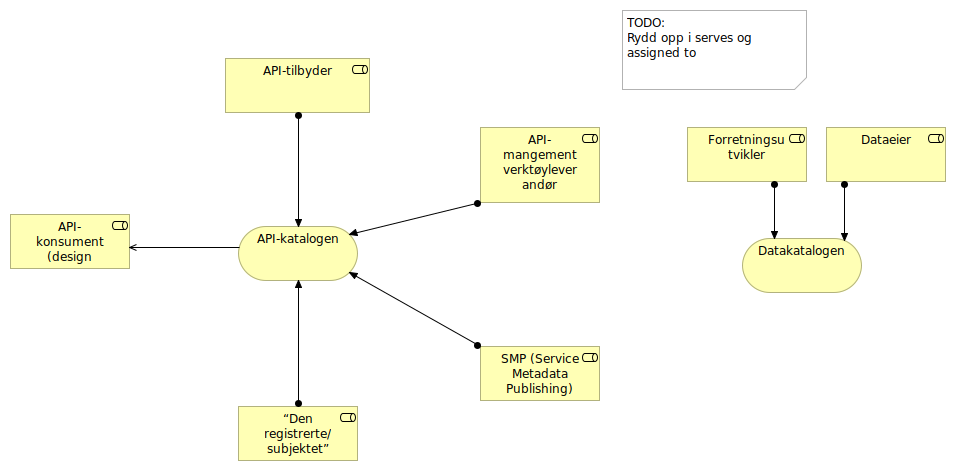 TODO:
Rydd opp i serves og
assigned to
API-tilbyder
API-
mangement
verktøylever
andør
Forretningsu
tvikler
Dataeier
API-
konsument
(design
API-katalogen
Datakatalogen
SMP (Service
Metadata
Publishing)
“Den
registrerte/
subjektet”